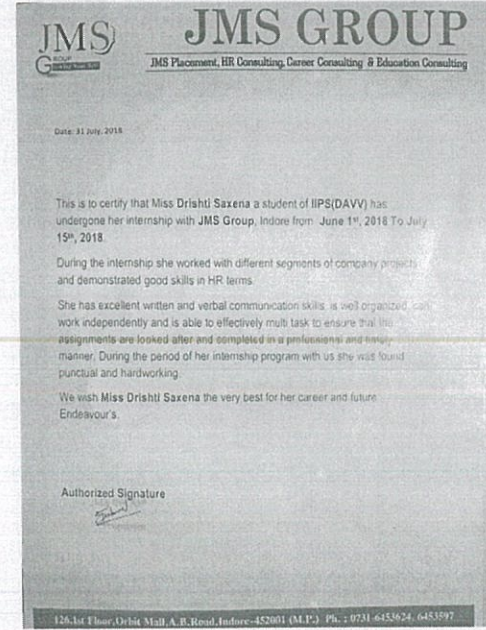 JMS
GROUP
JMS GROUP
JMS Placement, HR Consulting, Career Consulting & Education Consulting
Date: 31 July, 2018
This is to certify that Miss Drishti Saxena a student of IIPS(DAVV) has
undergone her internship with JMS Group, Indore from June 1st, 2018 To July
15th, 2018.
During the internship she worked with different segments of company projects
and demonstrated good skills in HR terms.
She has excellent written and verbal communication skills, is well organized, can
work independently and is able to effectively multi task to ensure that the
assignments are looked after and completed in a professional and timely
manner. During the period of her internship program with us she was found
punctual and hardworking.
We wish Miss Drishti Saxena the very best for her career and future
Endeavour's.
Authorized Signature
126,1st Floor,Orbit Mall,A.B.Road,Indore-452001 (M.P.) Ph. : 0731-6453624, 6453597